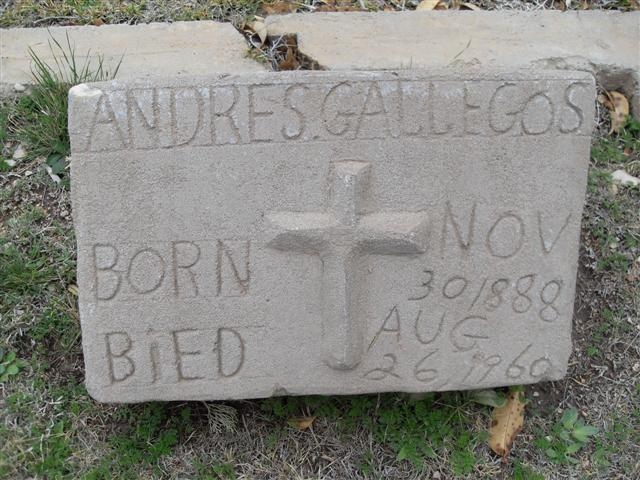 ANDRES. GALLEGOS
BORN NOV
30, 1888
BIED AUG
26, 1960